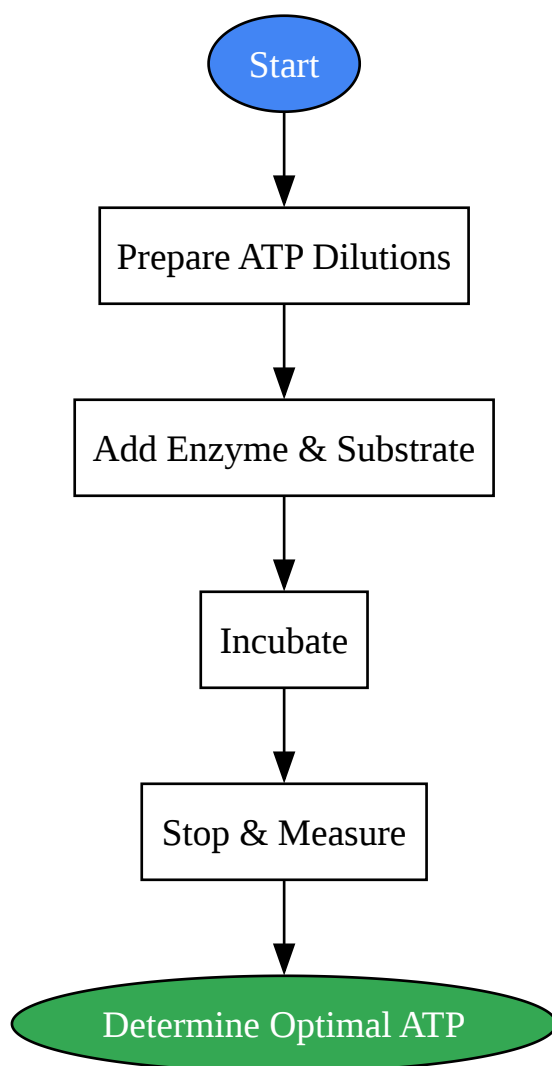 Start
Prepare ATP Dilutions
Add Enzyme & Substrate
Incubate
Stop & Measure
Determine Optimal ATP